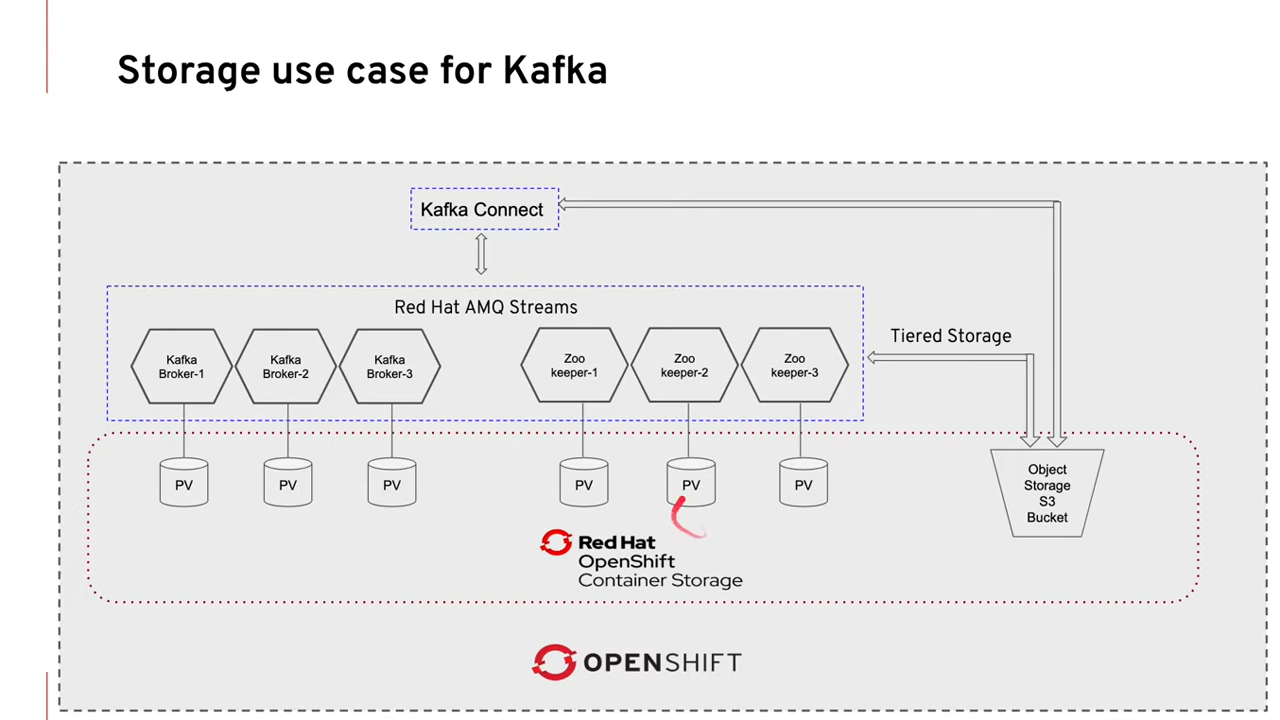 Storage use case for Kafka
Kafka Connect
Red Hat AMQ Streams
Tiered Storage
Kafka
Broker-1
Kafka
Broker-2
Kafka
Broker-3
Zoo
keeper-1
Zoo
keeper-2
Zoo
keeper-3
PV
PV
PV
PV
PV
PV
Object
Storage
S3
Bucket
Red Hat
OpenShift
Container Storage
OPENSHIFT